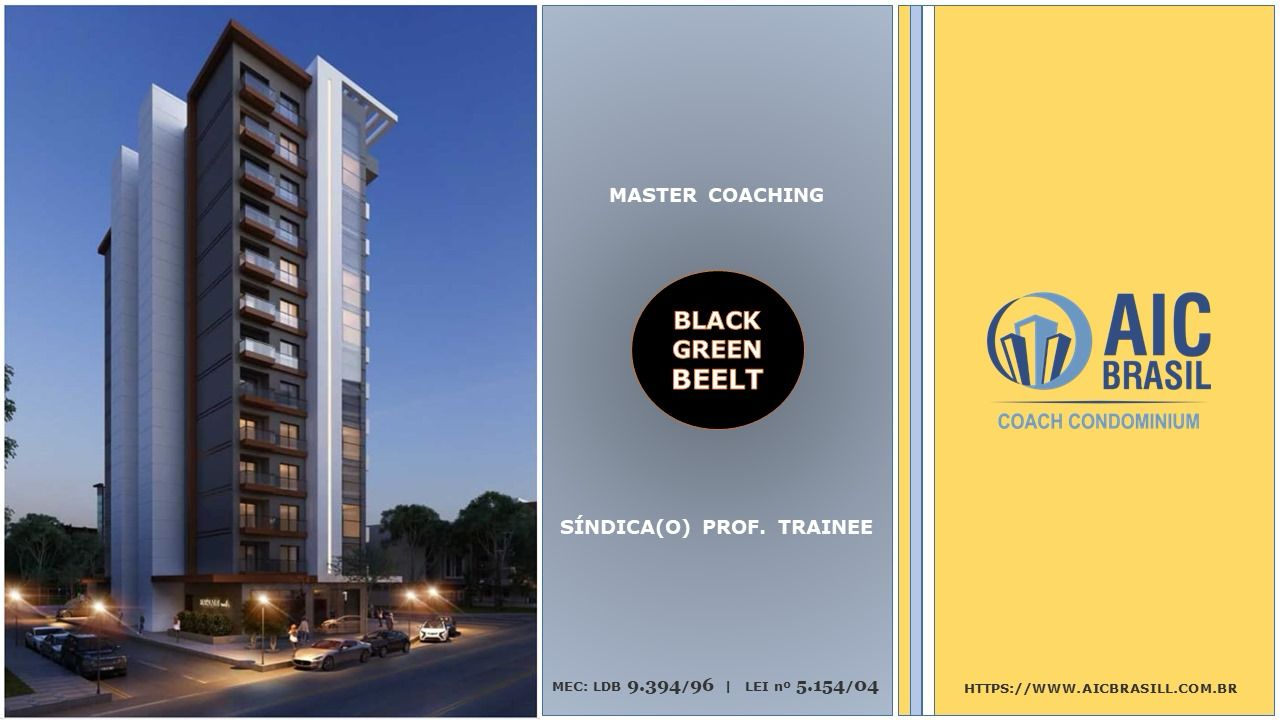 MASTER COACHING
BLACK
GREEN
BEELT
SÍNDICA(O) PROF. TRAINEE
MEC: LDB 9.394/96 | LEI nº 5.154/04
AIC
BRASIL
COACH CONDOMINIUM
HTTPS://WWW.AICBRASILL.COM.BR